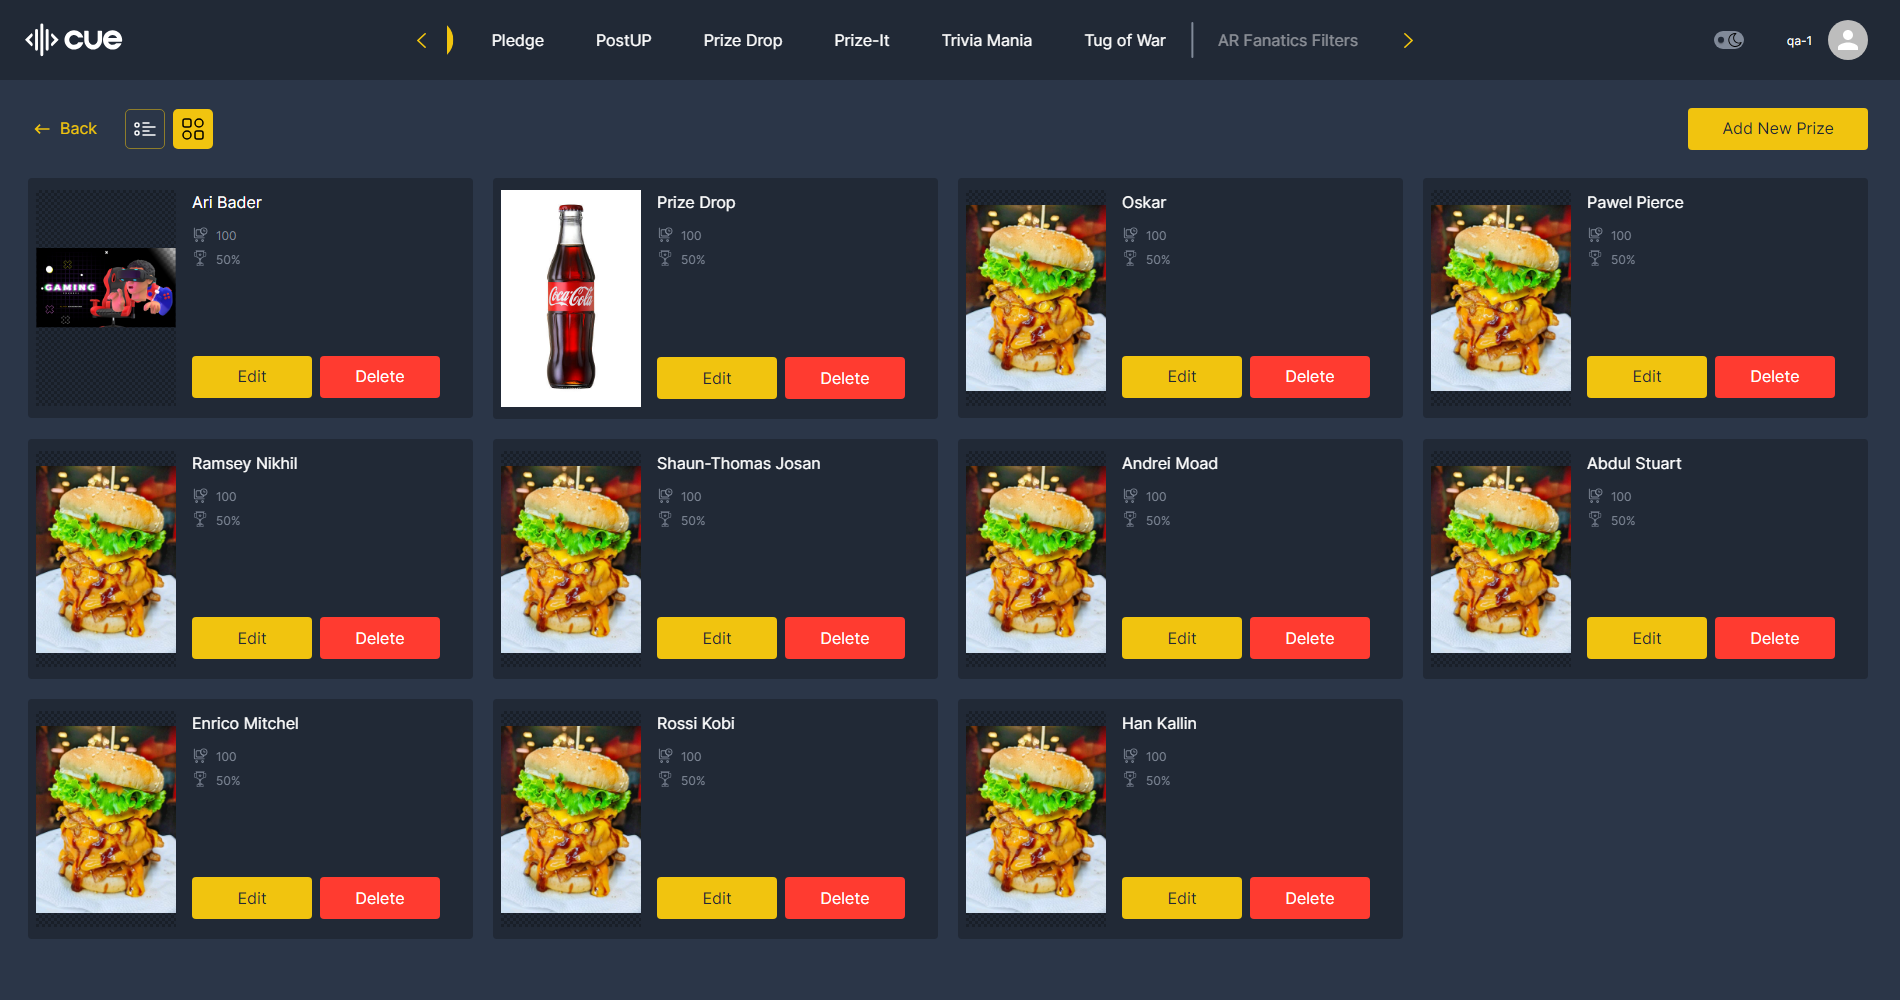 cue
Pledge PostUP Prize Drop Prize-It Trivia Mania Tug of War AR Fanatics Filters
qa-1
Back
Add New Prize
Ari Bader
100
50%
GAMING
Edit Delete
Prize Drop
100
50%
Coca-Cola
Edit Delete
Oskar
100
50%
Edit Delete
Pawel Pierce
100
50%
Edit Delete
Ramsey Nikhil
100
50%
Edit Delete
Shaun-Thomas Josan
100
50%
Edit Delete
Andrei Moad
100
50%
Edit Delete
Abdul Stuart
100
50%
Edit Delete
Enrico Mitchel
100
50%
Edit Delete
Rossi Kobi
100
50%
Edit Delete
Han Kallin
100
50%
Edit Delete